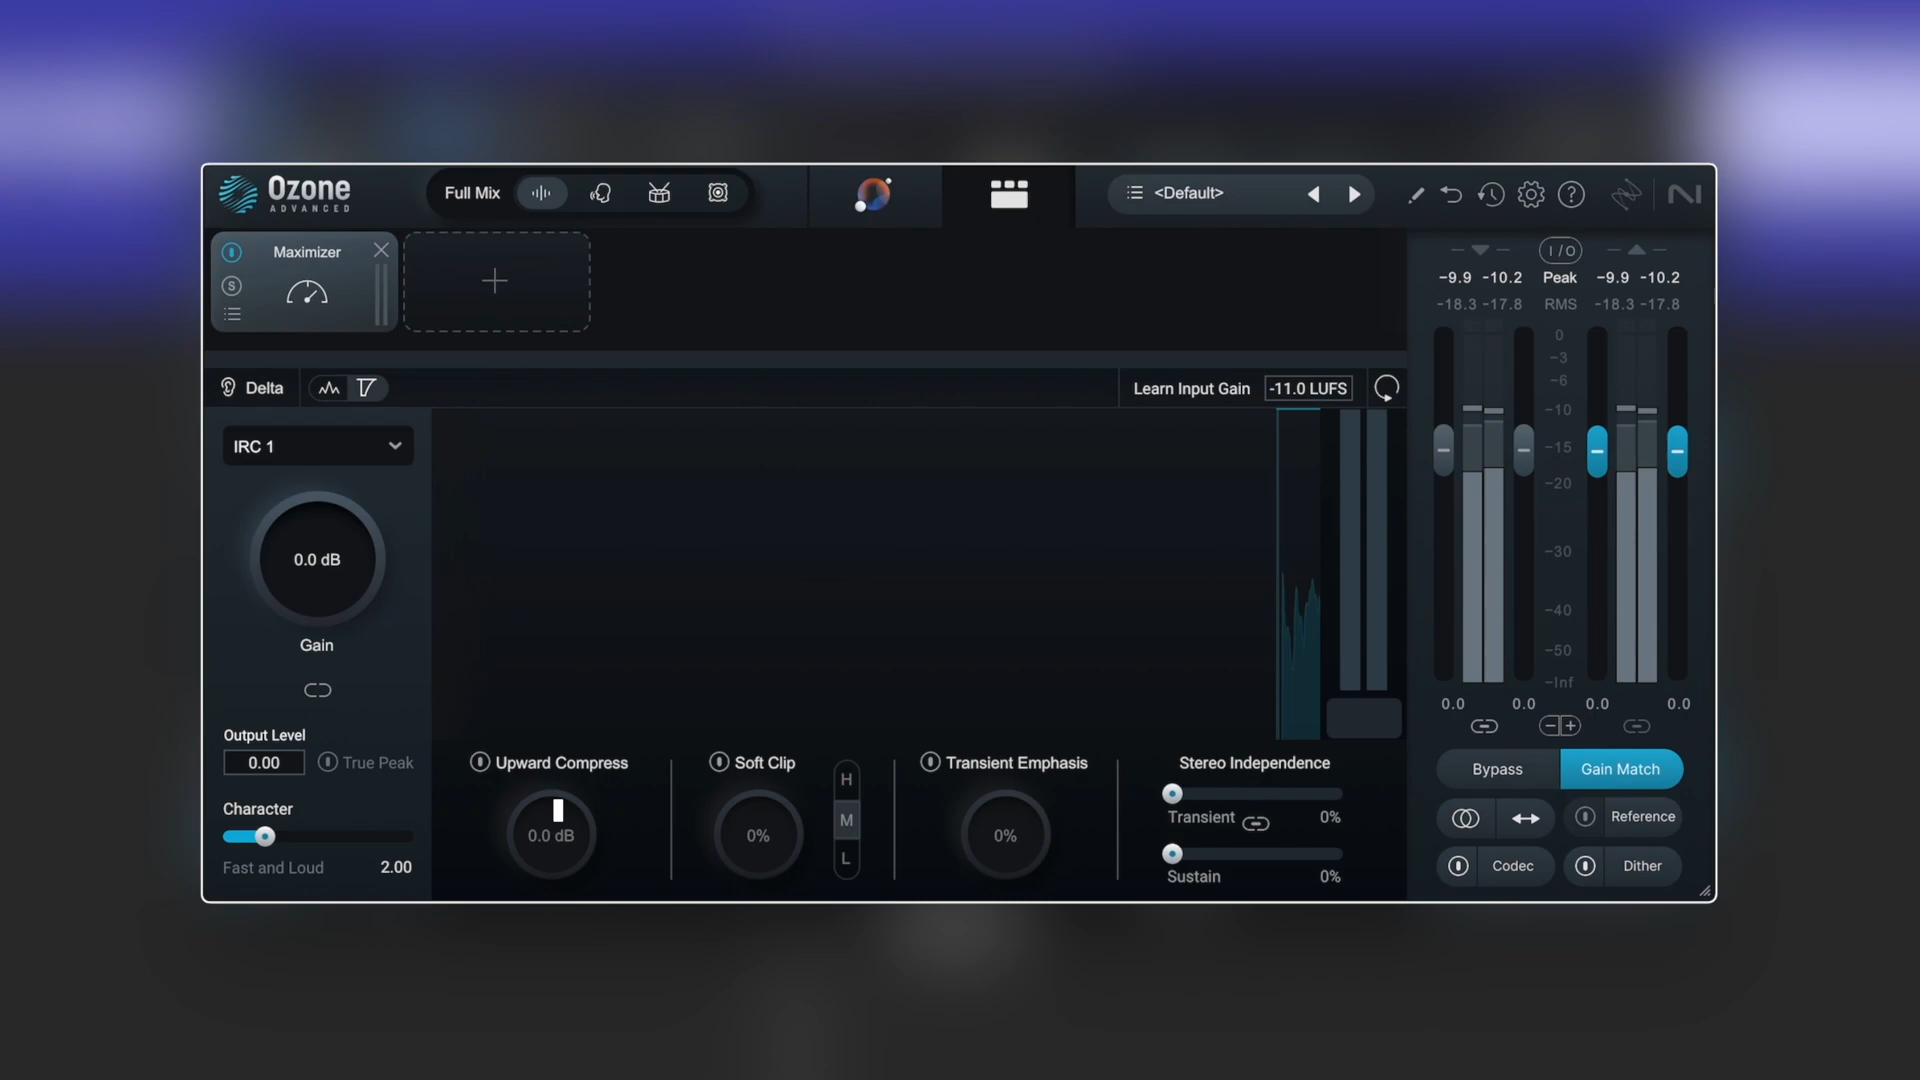 Ozone
ADVANCED
Full Mix
<Default>
Maximizer
S
I/O
-9.9 -10.2 Peak -9.9 -10.2
-18.3 -17.8 RMS -18.3 -17.8
0
-3
-6
-10
-15
-20
-30
-40
-50
-Inf
0.0 0.0 0.0 0.0
Delta
Learn Input Gain -11.0 LUFS
IRC 1
0.0 dB
Gain
Output Level
0.00 True Peak
Character
Fast and Loud 2.00
Upward Compress
0.0 dB
Soft Clip
0%
H
M
L
Transient Emphasis
0%
Stereo Independence
Transient 0%
Sustain 0%
Bypass Gain Match
Reference
Codec Dither